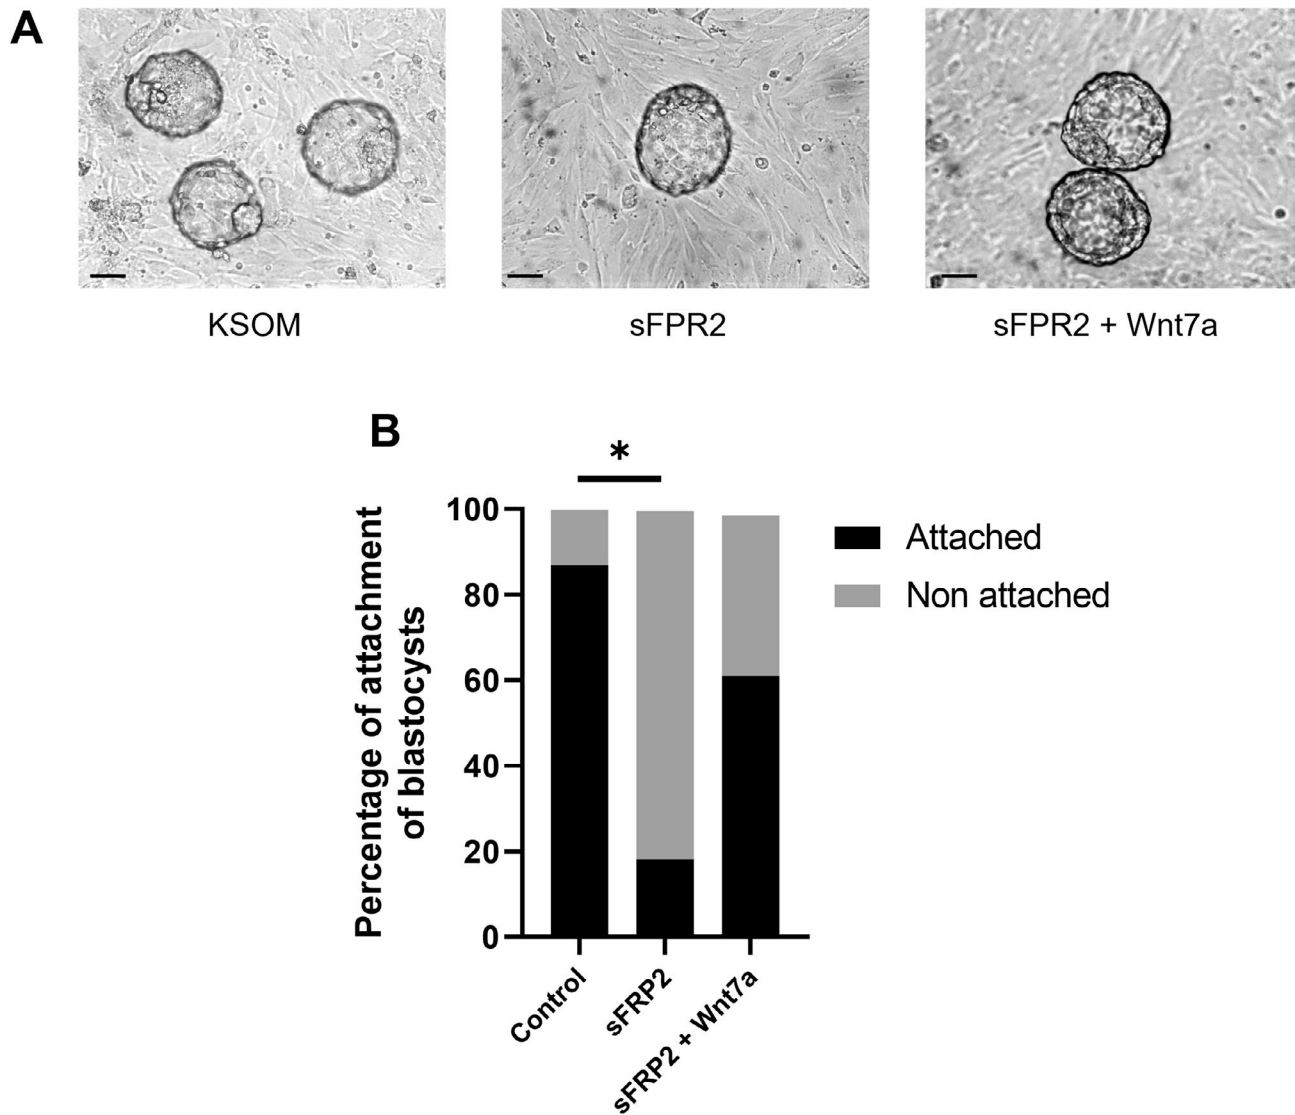 A
KSOM
sFPR2
sFPR2 + Wnt7a
B
*
Percentage of attachment
of blastocysts
100
80
60
40
20
0
Attached
Non attached
Control
sFRP2
sFRP2 + Wnt7a